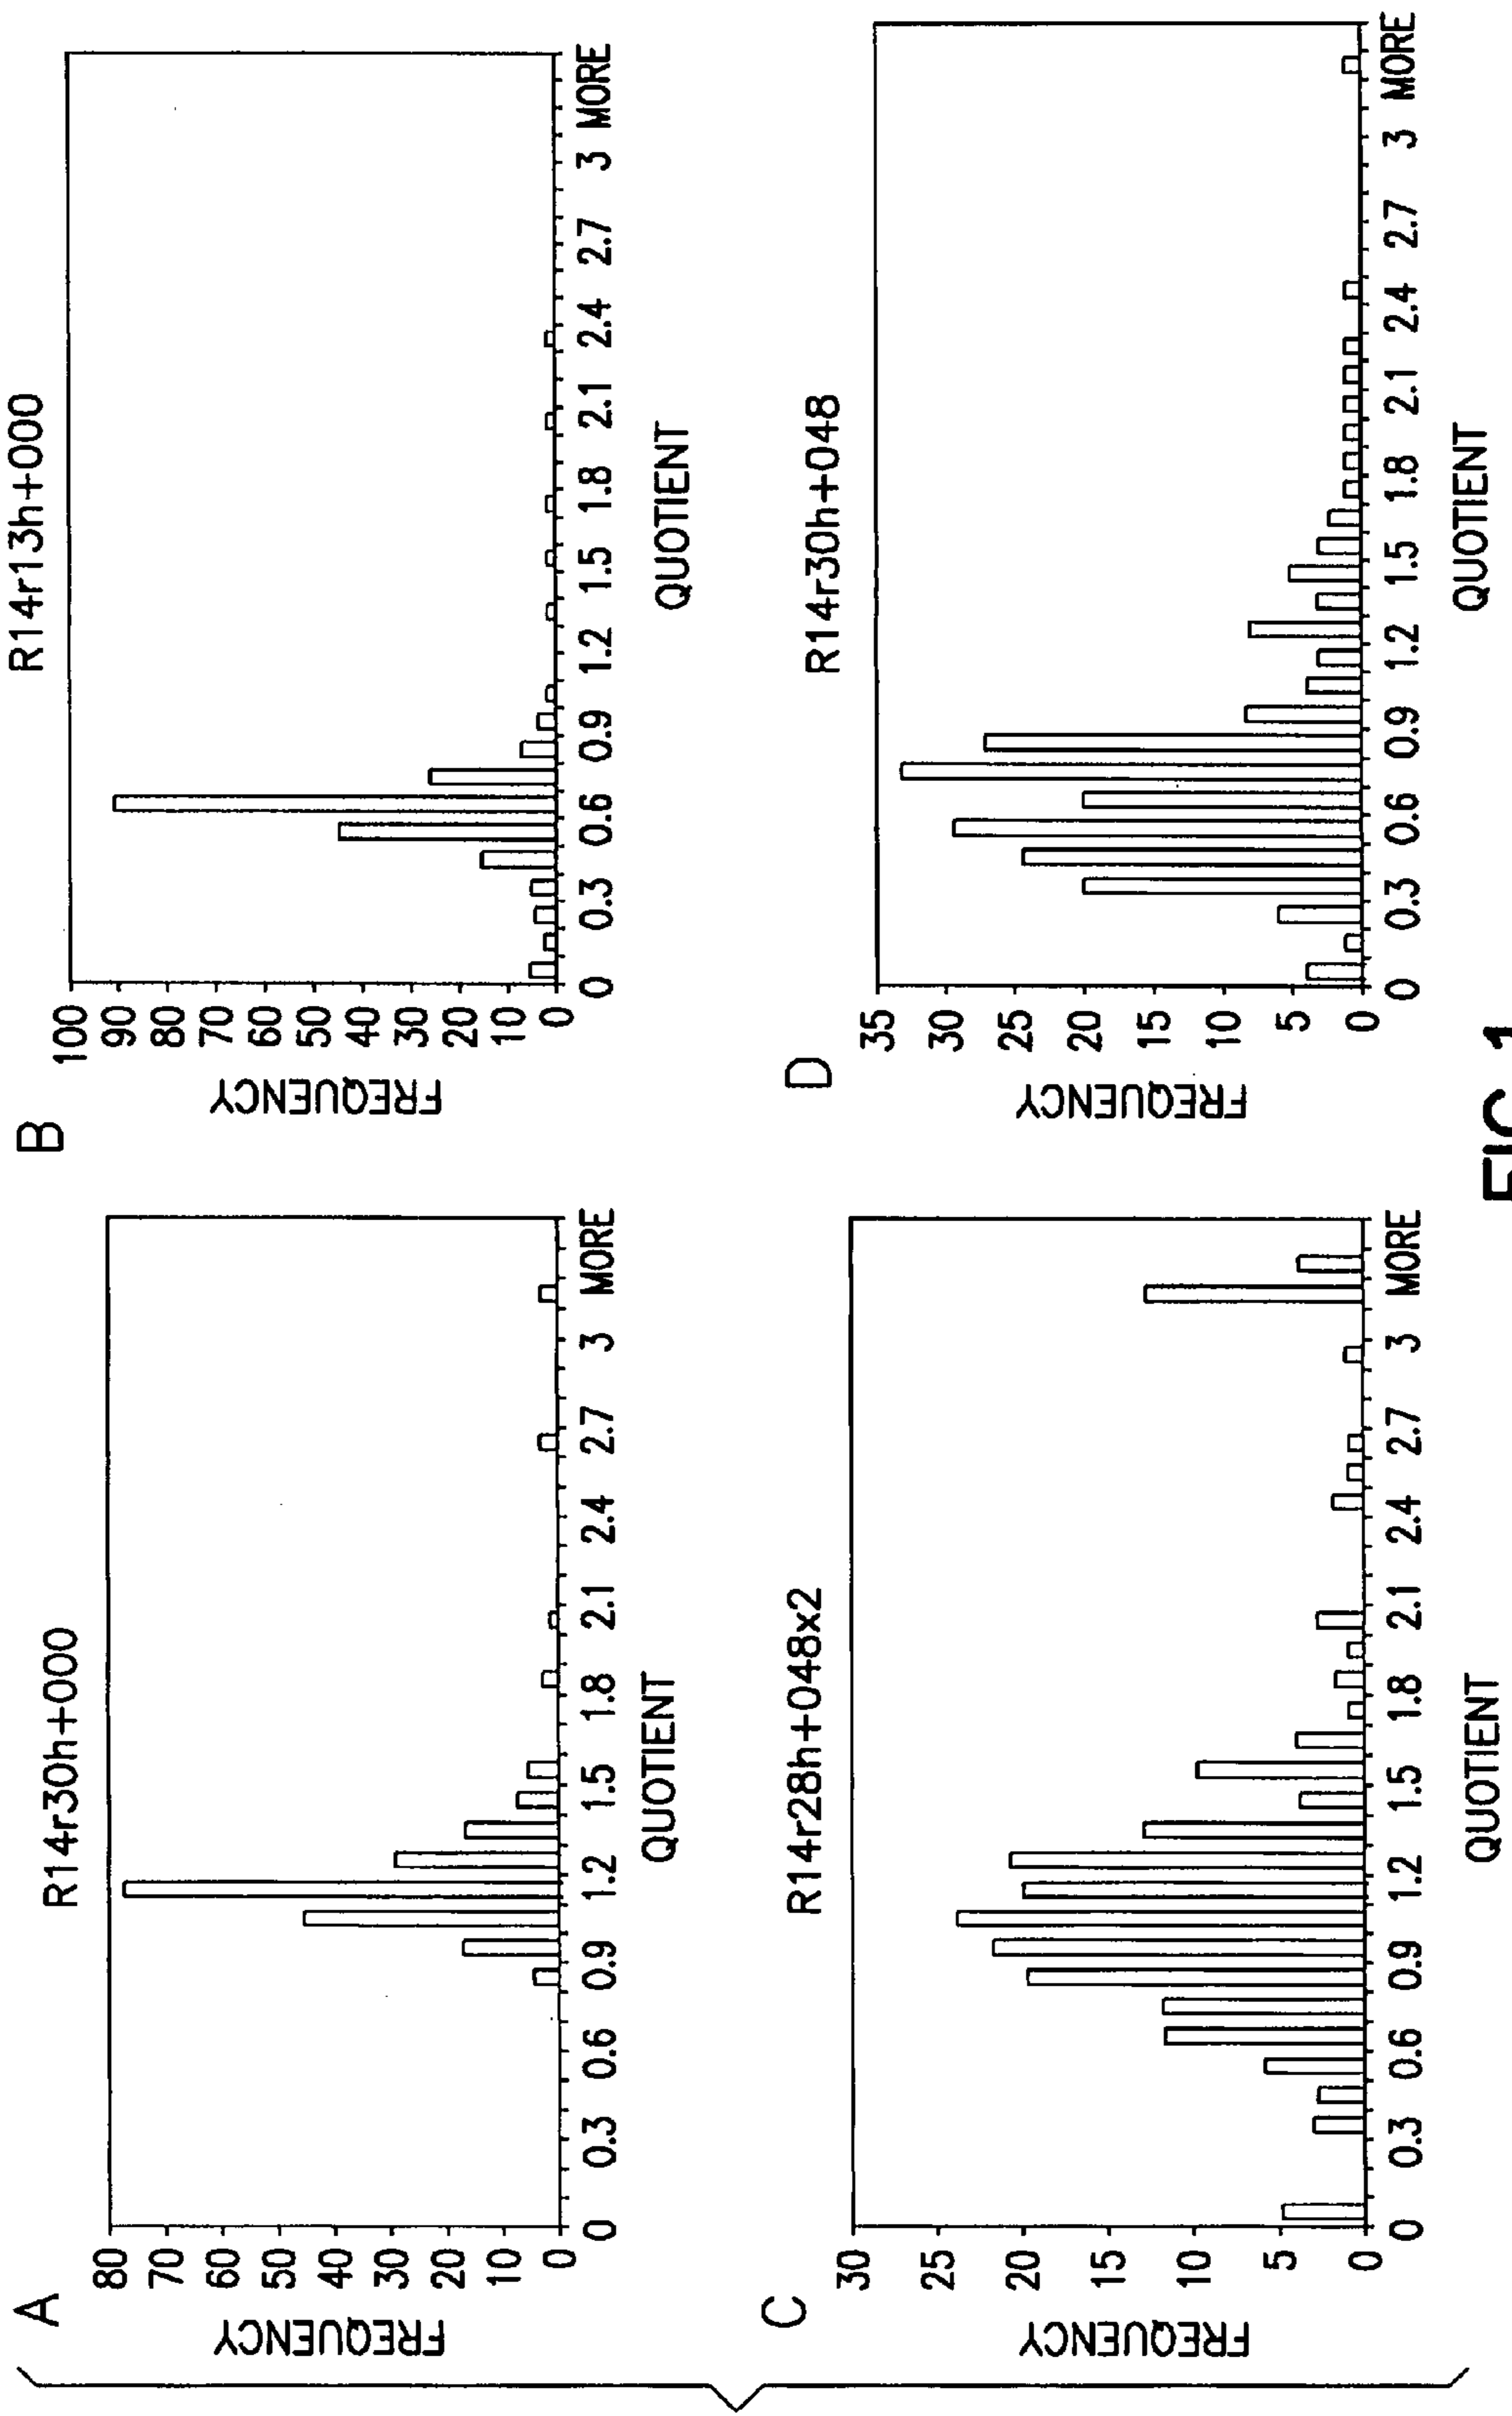 A
R14r30h+000
FREQUENCY
80
70
60
50
40
30
20
10
0
0 0.3 0.6 0.9 1.2 1.5 1.8 2.1 2.4 2.7 3 MORE
QUOTIENT
B
R14r13h+000
FREQUENCY
100
90
80
70
60
50
40
30
20
10
0
0 0.3 0.6 0.9 1.2 1.5 1.8 2.1 2.4 2.7 3 MORE
QUOTIENT
C
R14r28h+048x2
FREQUENCY
30
25
20
15
10
5
0
0 0.3 0.6 0.9 1.2 1.5 1.8 2.1 2.4 2.7 3 MORE
QUOTIENT
D
R14r30h+048
FREQUENCY
35
30
25
20
15
10
5
0
0 0.3 0.6 0.9 1.2 1.5 1.8 2.1 2.4 2.7 3 MORE
QUOTIENT
FIG.1